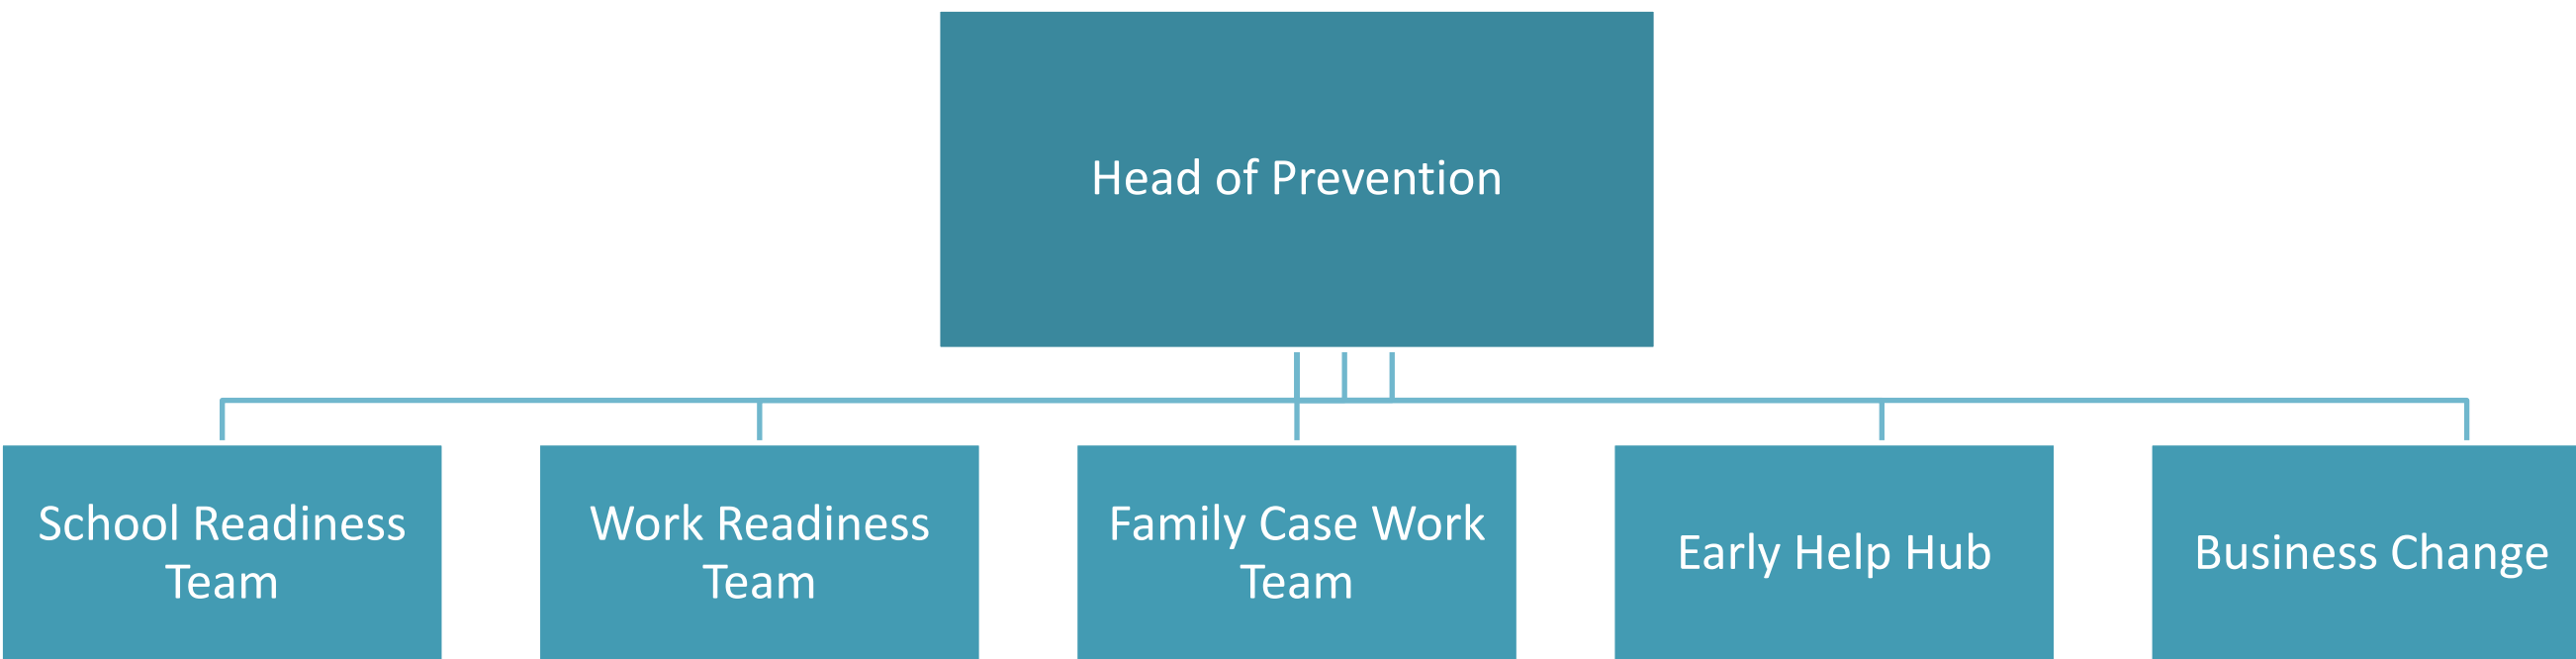 Head of Prevention
School Readiness
Team
Work Readiness
Team
Family Case Work
Team
Early Help Hub
Business Change